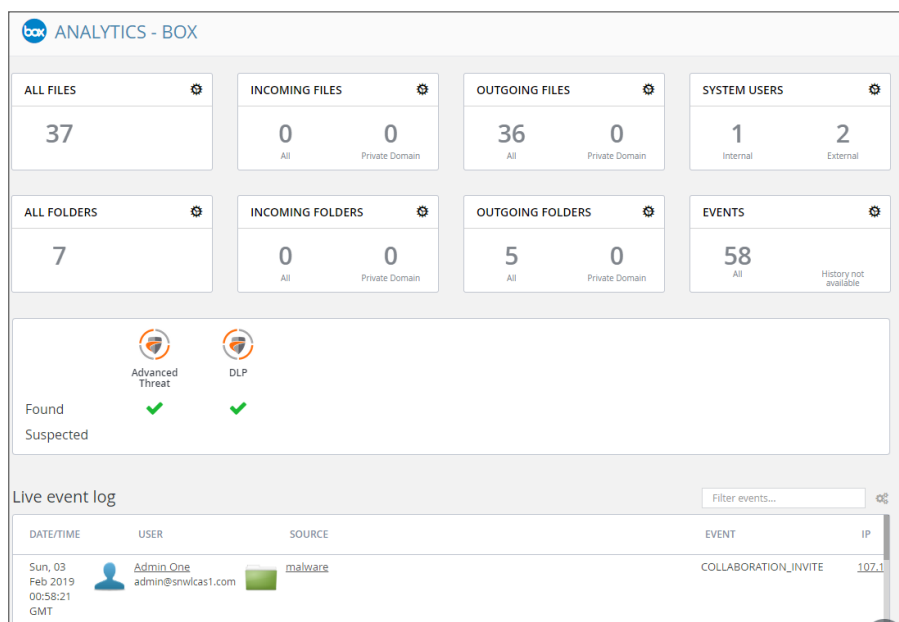 box ANALYTICS - BOX
ALL FILES
37
INCOMING FILES
0 0
All Private Domain
OUTGOING FILES
36 0
All Private Domain
SYSTEM USERS
1 2
Internal External
ALL FOLDERS
7
INCOMING FOLDERS
0 0
All Private Domain
OUTGOING FOLDERS
5 0
All Private Domain
EVENTS
58
All History not
available
Advanced DLP
Threat
Found
Suspected
Live event log
Filter events...
DATE/TIME USER SOURCE EVENT IP
Sun, 03 Admin One malware COLLABORATION_INVITE 107.1
Feb 2019 admin@snwlcas1.com
00:58:21
GMT